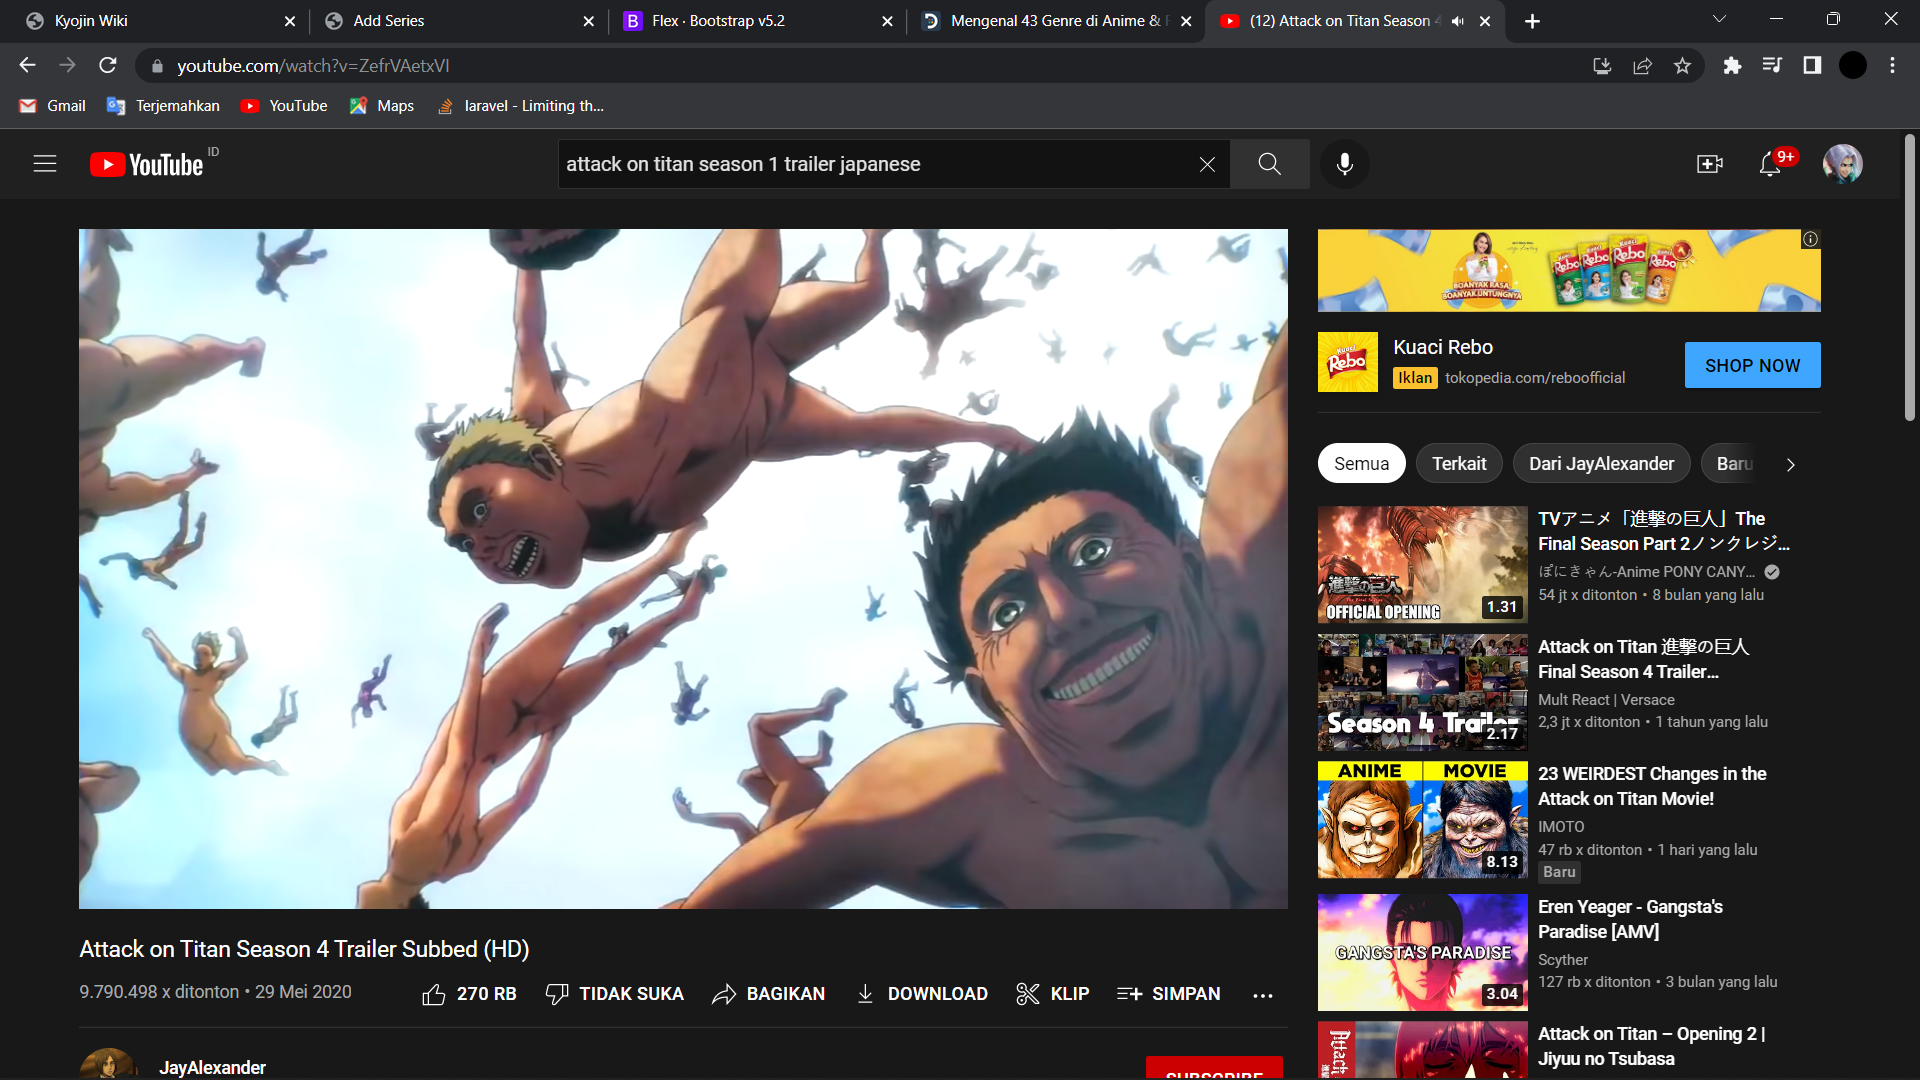 Kyojin Wiki
Add Series
Flex · Bootstrap v5.2
Mengenal 43 Genre di Anime &
(12) Attack on Titan Season 4
youtube.com/watch?v=ZefrVAetxVI
Gmail
Terjemahkan
YouTube
Maps
laravel - Limiting th...
YouTube ID
attack on titan season 1 trailer japanese
9+
Kuaci Rebo
BOANYAK RASA,
BOANYAK UNTUNGNYA
Kuaci Rebo
Kuaci Rebo
Iklan tokopedia.com/reboofficial
SHOP NOW
Semua
Terkait
Dari JayAlexander
Baru
進撃の巨人
The Final Season
OFFICIAL OPENING
1.31
TVアニメ「進撃の巨人」The
Final Season Part 2ノンクレジ...
ぽにきゃん-Anime PONY CANY...
54 jt x ditonton • 8 bulan yang lalu
Season 4 Trailer
2.17
Attack on Titan 進撃の巨人
Final Season 4 Trailer...
Mult React | Versace
2,3 jt x ditonton • 1 tahun yang lalu
ANIME
MOVIE
8.13
23 WEIRDEST Changes in the
Attack on Titan Movie!
IMOTO
47 rb x ditonton • 1 hari yang lalu
Baru
GANGSTA'S PARADISE
3.04
Eren Yeager - Gangsta's
Paradise [AMV]
Scyther
127 rb x ditonton • 3 bulan yang lalu
Attack
Attack on Titan – Opening 2 |
Jiyuu no Tsubasa
Attack on Titan Season 4 Trailer Subbed (HD)
9.790.498 x ditonton • 29 Mei 2020
270 RB
TIDAK SUKA
BAGIKAN
DOWNLOAD
KLIP
SIMPAN
JayAlexander
SUBSCRIBE